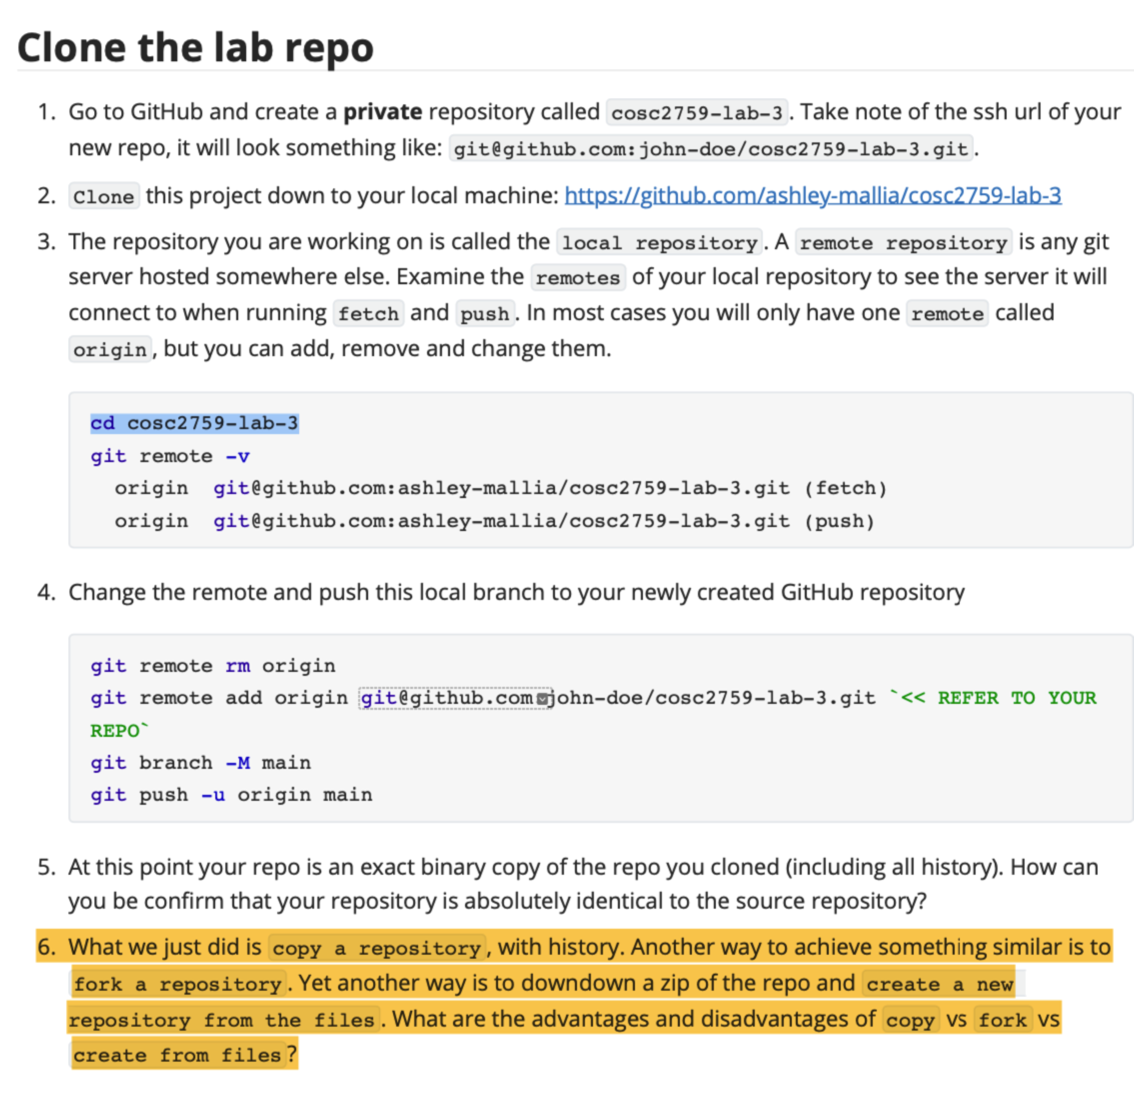 Clone the lab repo
1. Go to GitHub and create a private repository called cosc2759-lab-3. Take note of the ssh url of your
new repo, it will look something like: git@github.com:john-doe/cosc2759-lab-3.git.
2. Clone this project down to your local machine: https://github.com/ashley-mallia/cosc2759-lab-3
3. The repository you are working on is called the local repository. A remote repository is any git
server hosted somewhere else. Examine the remotes of your local repository to see the server it will
connect to when running fetch and push. In most cases you will only have one remote called
origin, but you can add, remove and change them.
cd cosc2759-lab-3
git remote -v
origin git@github.com:ashley-mallia/cosc2759-lab-3.git (fetch)
origin git@github.com:ashley-mallia/cosc2759-lab-3.git (push)
4. Change the remote and push this local branch to your newly created GitHub repository
git remote rm origin
git remote add origin git@github.com john-doe/cosc2759-lab-3.git `<< REFER TO YOUR
REPO`
git branch -M main
git push -u origin main
5. At this point your repo is an exact binary copy of the repo you cloned (including all history). How can
you be confirm that your repository is absolutely identical to the source repository?
6. What we just did is copy a repository, with history. Another way to achieve something similar is to
fork a repository. Yet another way is to downdown a zip of the repo and create a new
repository from the files. What are the advantages and disadvantages of copy vs fork vs
create from files?